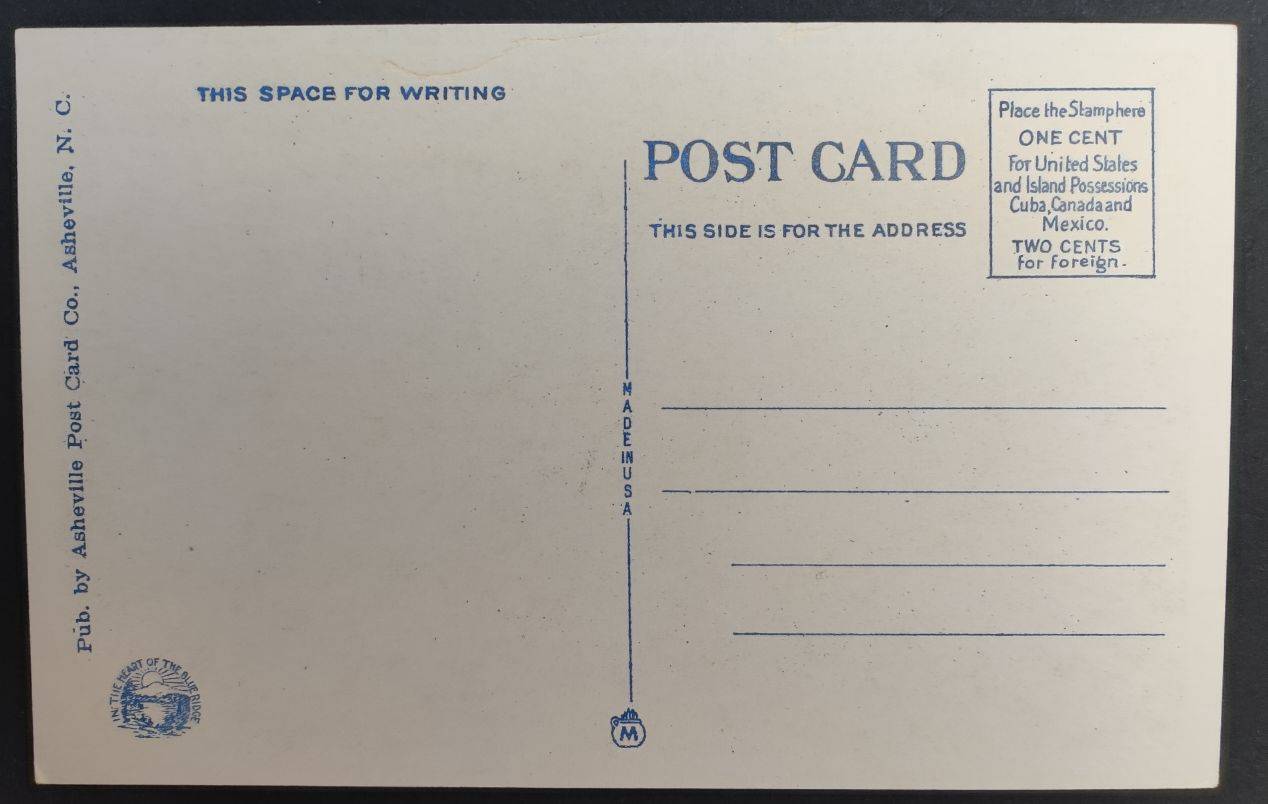 THIS SPACE FOR WRITING
Pub. by Asheville Post Card Co., Asheville, N. C.
IN THE HEART OF THE BLUE RIDGE
MADE IN USA
M
POST CARD
THIS SIDE IS FOR THE ADDRESS
Place the Stamp here
ONE CENT
For United States
and Island Possessions
Cuba, Canada and
Mexico.
TWO CENTS
for Foreign.